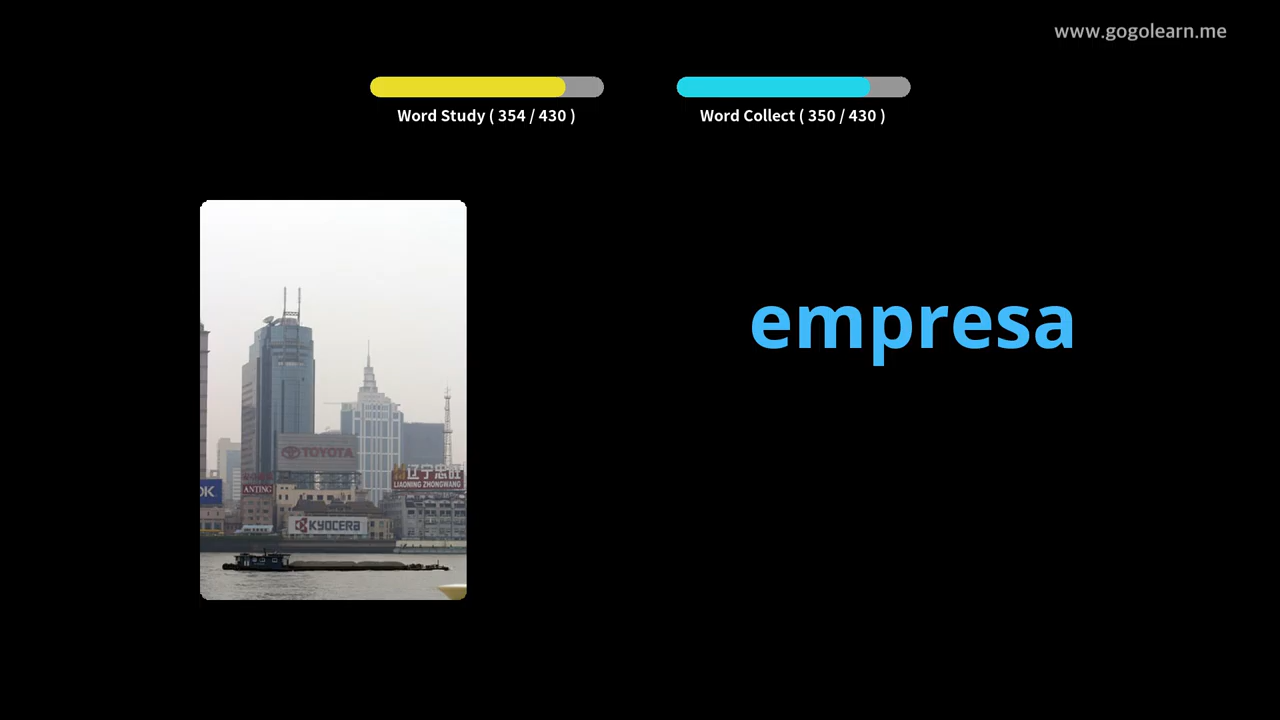 www.gogolearn.me
Word Study ( 354 / 430 )
Word Collect ( 350 / 430 )
empresa
TOYOTA
辽宁忠旺
LIAONING ZHONGWANG
ANTING
OK
KYOCERA